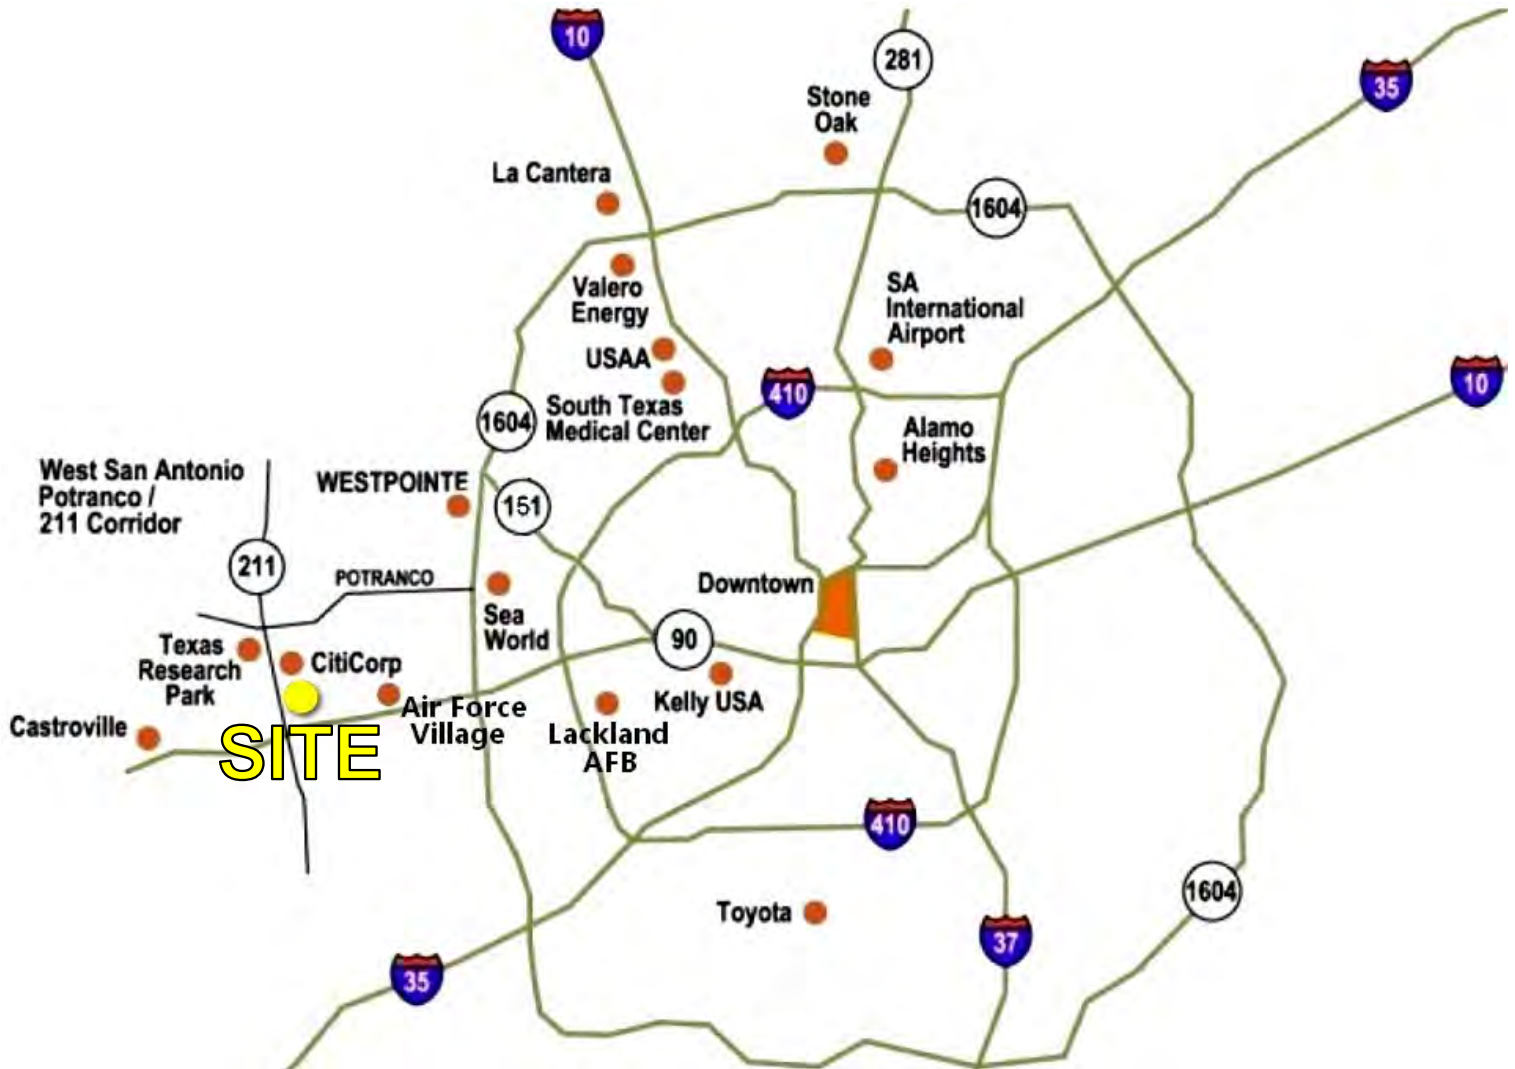 10
281
35
Stone
Oak
La Cantera
1604
Valero
Energy
SA
International
Airport
USAA
410
10
1604
South Texas
Medical Center
Alamo
Heights
West San Antonio
Potranco /
211 Corridor
WESTPOINTE
151
211
POTRANCO
Downtown
Sea
World
90
Texas
Research
Park
CitiCorp
Kelly USA
Air Force
Village
Lackland
AFB
Castroville
SITE
410
1604
Toyota
37
35